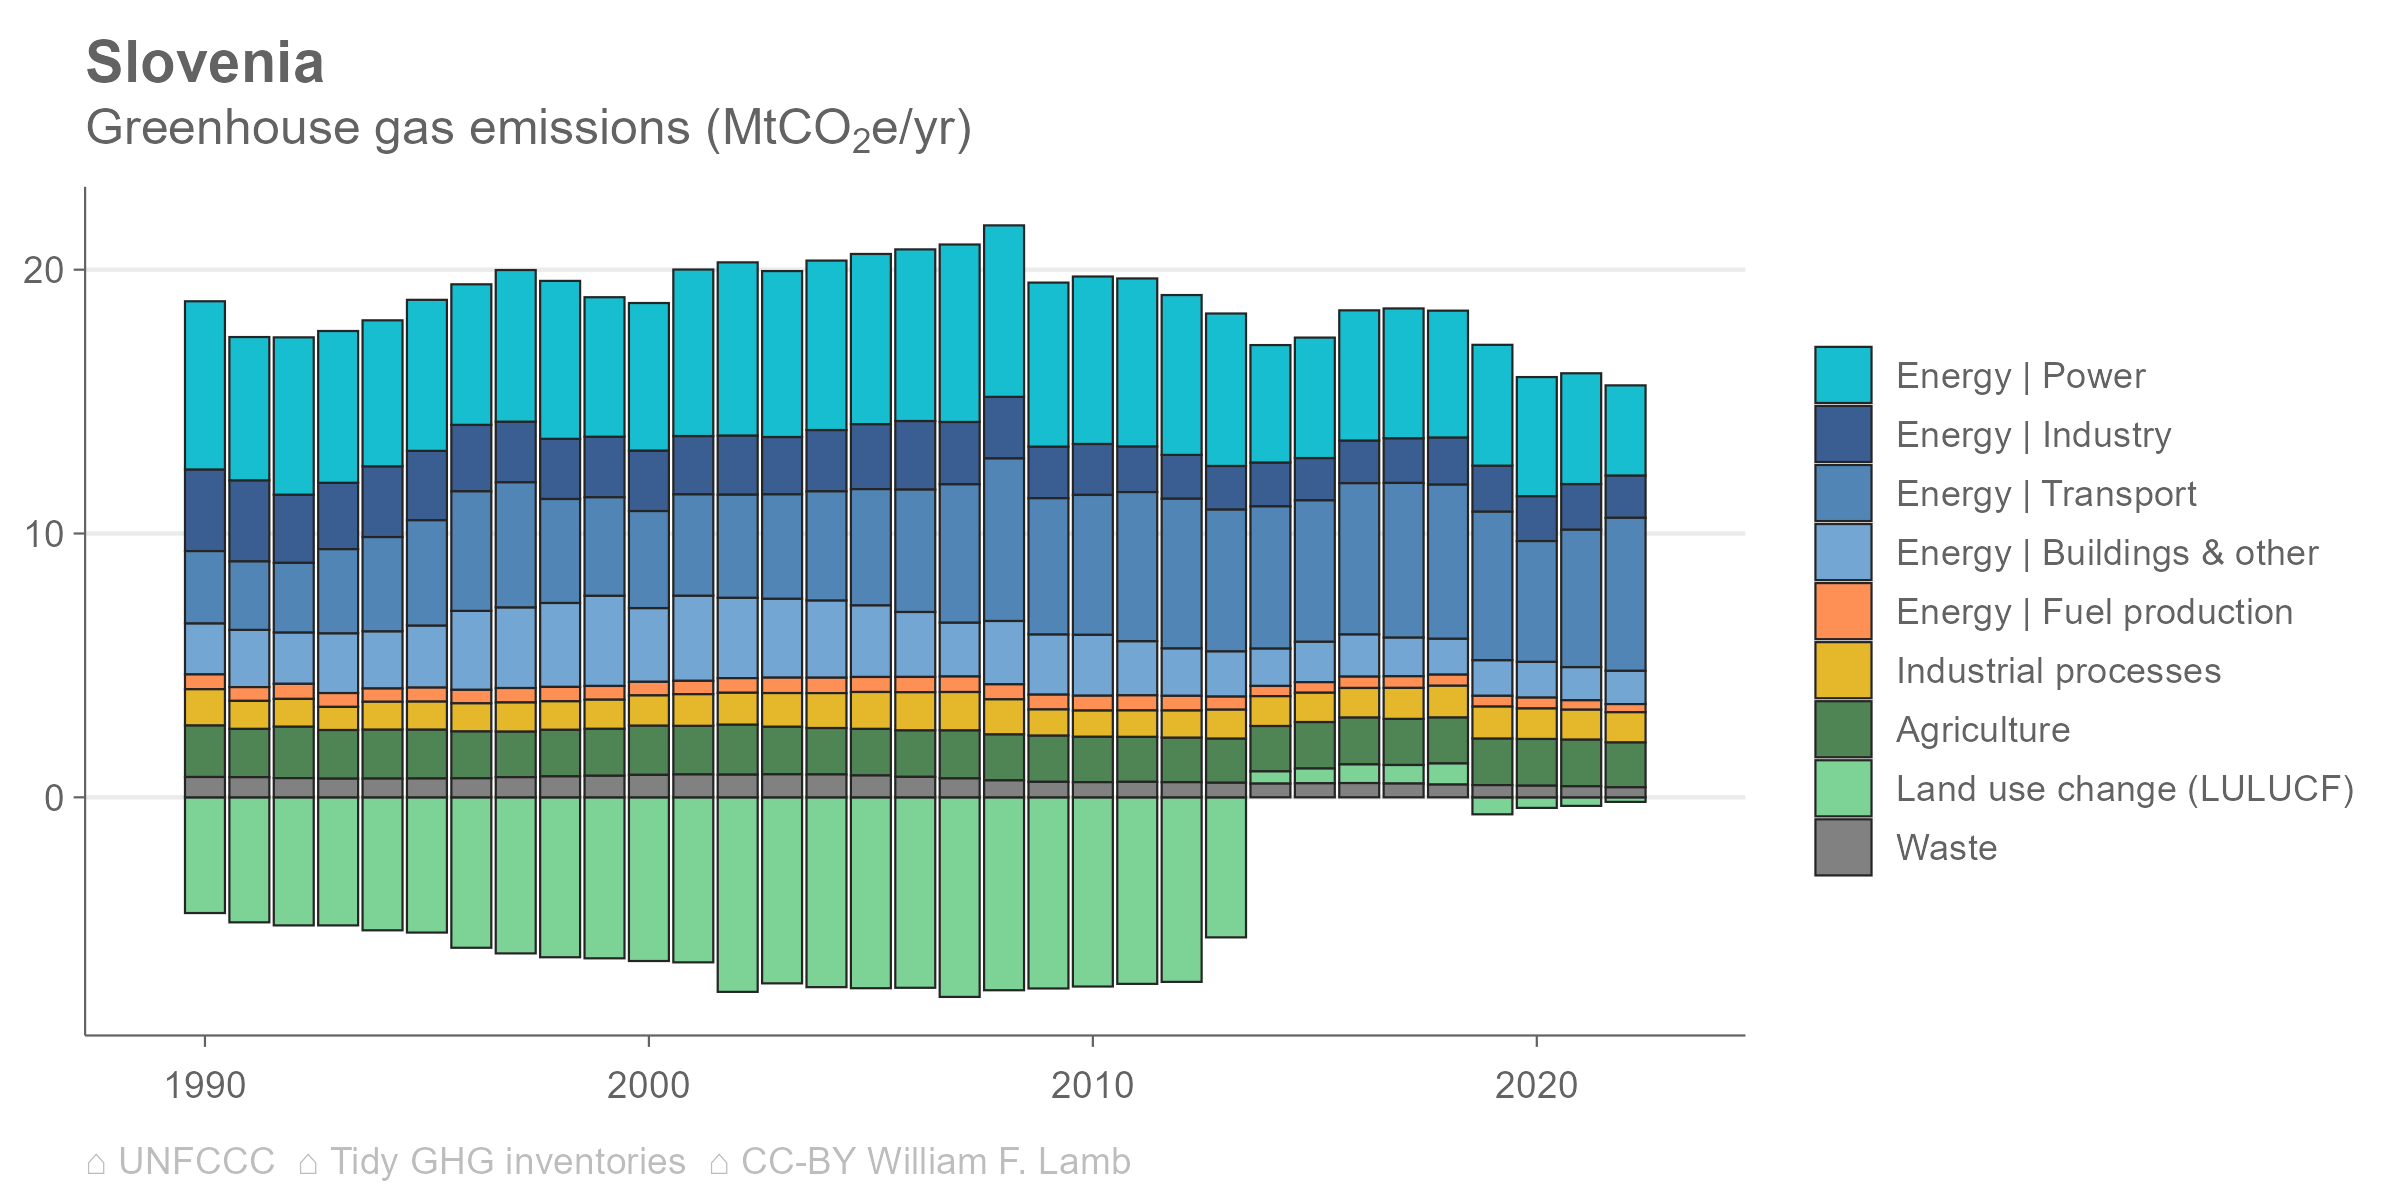 Slovenia
Greenhouse gas emissions (MtCO₂e/yr)
20
10
0
1990 2000 2010 2020
Energy | Power
Energy | Industry
Energy | Transport
Energy | Buildings & other
Energy | Fuel production
Industrial processes
Agriculture
Land use change (LULUCF)
Waste
⌂ UNFCCC ⌂ Tidy GHG inventories ⌂ CC-BY William F. Lamb